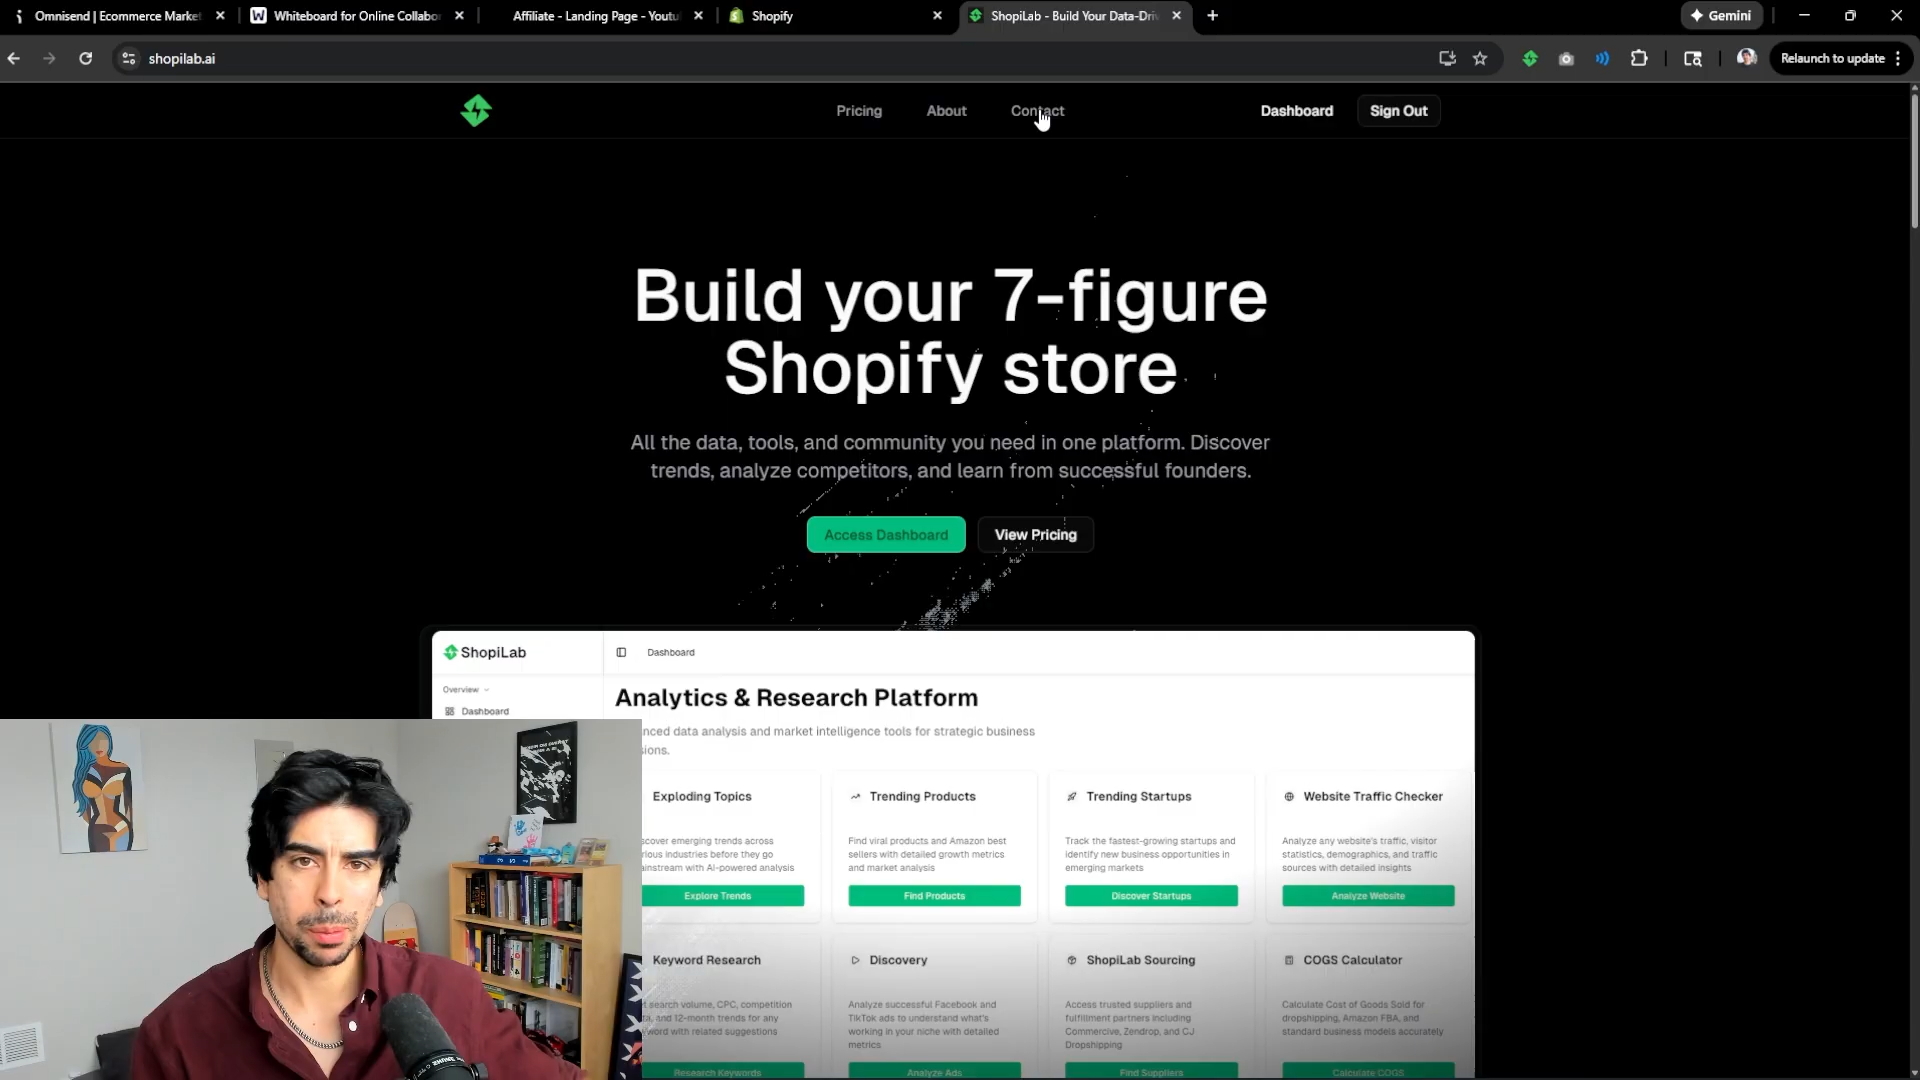 Omnisend | Ecommerce Market
Whiteboard for Online Collabo
Affiliate - Landing Page - Youtu
Shopify
ShopiLab - Build Your Data-Dri
Gemini
shopilab.ai
Relaunch to update
Pricing
About
Contact
Dashboard
Sign Out
Build your 7-figure
Shopify store
All the data, tools, and community you need in one platform. Discover
trends, analyze competitors, and learn from successful founders.
Access Dashboard
View Pricing
ShopiLab
Dashboard
Overview
Dashboard
Analytics & Research Platform
nced data analysis and market intelligence tools for strategic business
sions.
Exploding Topics
Trending Products
Trending Startups
Website Traffic Checker
scover emerging trends across
rious industries before they go
ainstream with AI-powered analysis
Find viral products and Amazon best
sellers with detailed growth metrics
and market analysis
Track the fastest-growing startups and
identify new business opportunities in
emerging markets
Analyze any website's traffic, visitor
statistics, demographics, and traffic
sources with detailed insights
Explore Trends
Find Products
Discover Startups
Analyze Website
Keyword Research
Discovery
ShopiLab Sourcing
COGS Calculator
t search volume, CPC, competition
ta, and 12-month trends for any
word with related suggestions
Analyze successful Facebook and
TikTok ads to understand what's
working in your niche with detailed
metrics
Access trusted suppliers and
fulfillment partners including
Commercive, Zendrop, and CJ
Dropshipping
Calculate Cost of Goods Sold for
dropshipping, Amazon FBA, and
standard business models accurately
Research Keywords
Analyze Ads
Find Suppliers
Calculate COGS